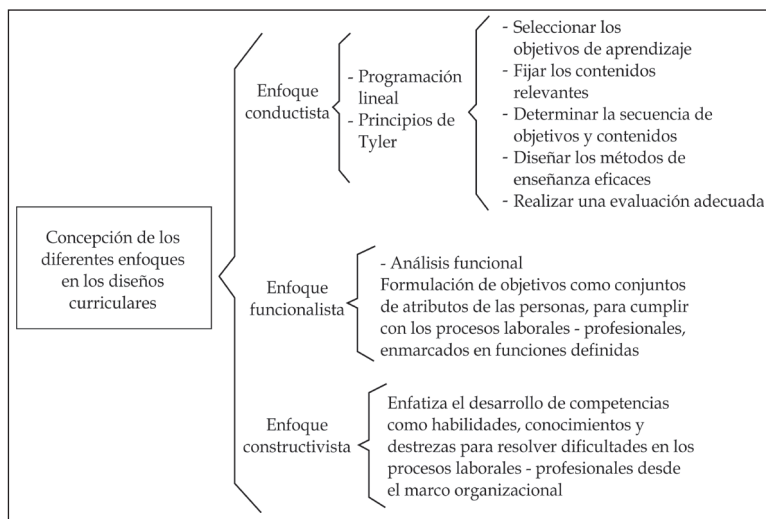 Concepción de los
diferentes enfoques
en los diseños
curriculares
Enfoque
conductista
- Programación
lineal
- Principios de
Tyler
- Seleccionar los
objetivos de aprendizaje
- Fijar los contenidos
relevantes
- Determinar la secuencia de
objetivos y contenidos
- Diseñar los métodos de
enseñanza eficaces
- Realizar una evaluación adecuada
Enfoque
funcionalista
- Análisis funcional
Formulación de objetivos como conjuntos
de atributos de las personas, para cumplir
con los procesos laborales - profesionales,
enmarcados en funciones definidas
Enfoque
constructivista
Enfatiza el desarrollo de competencias
como habilidades, conocimientos y
destrezas para resolver dificultades en los
procesos laborales - profesionales desde
el marco organizacional